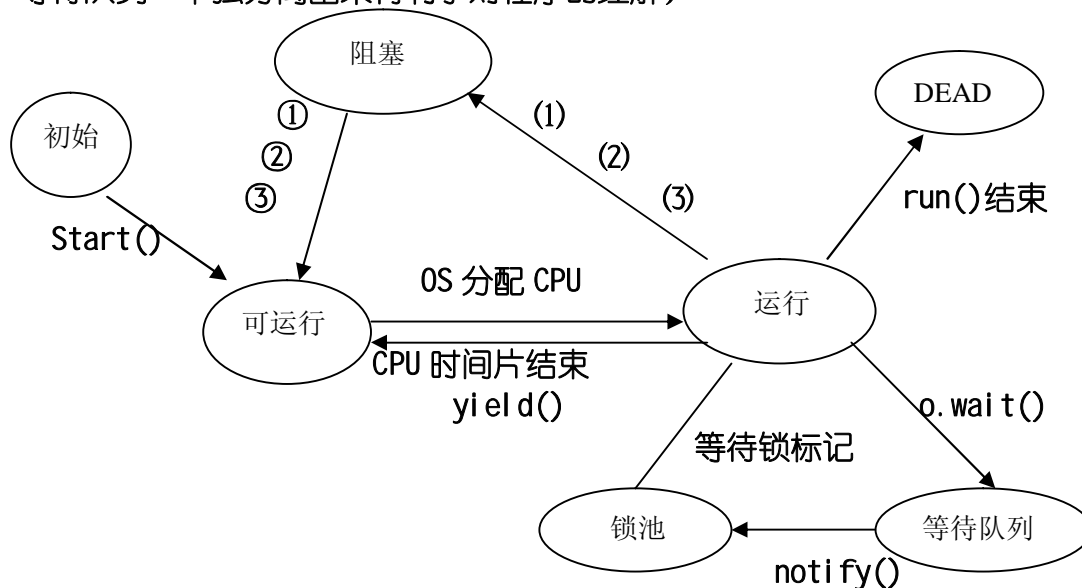 阻塞
DEAD
初始
①
②
③
(1)
(2)
(3)
run()结束
Start()
OS 分配 CPU
可运行
运行
CPU 时间片结束
yield()
o.wait()
等待锁标记
锁池
等待队列
notify()